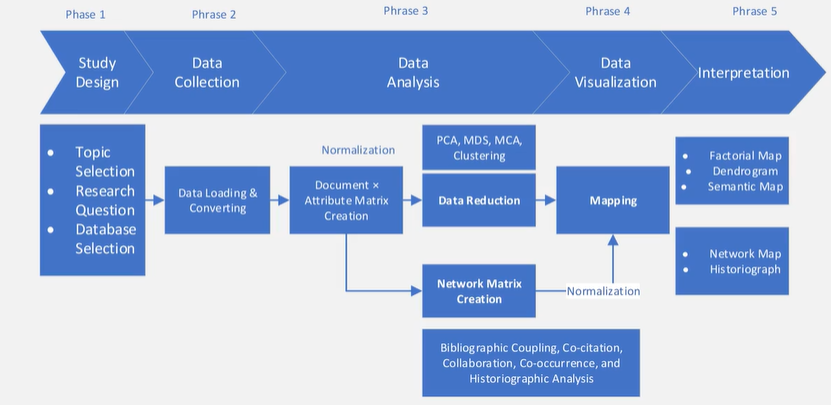 Phase 1
Phrase 2
Phrase 3
Phrase 4
Phrase 5
Study
Design
Data
Collection
Data
Analysis
Data
Visualization
Interpretation
• Topic
Selection
• Research
Question
• Database
Selection
Data Loading &
Converting
Normalization
Document ×
Attribute Matrix
Creation
PCA, MDS, MCA,
Clustering
Data Reduction
Mapping
• Factorial Map
• Dendrogram
• Semantic Map
Network Matrix
Creation
Normalization
• Network Map
• Historiograph
Bibliographic Coupling, Co-citation,
Collaboration, Co-occurrence, and
Historiographic Analysis